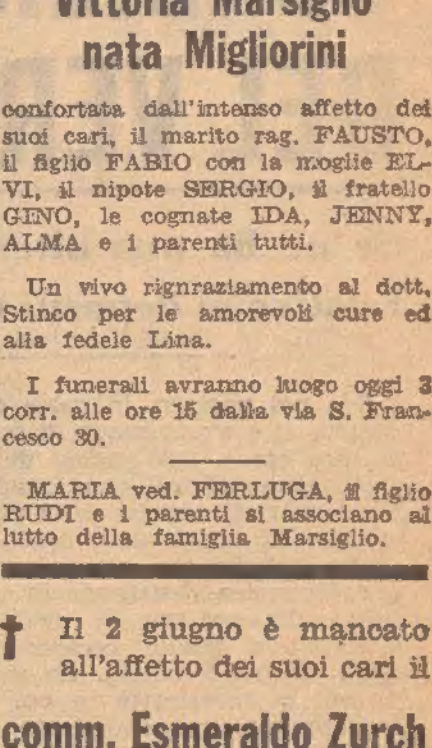 Vittoria Marsiglio
nata Migliorini
confortata dall'intenso affetto dei
suoi cari, il marito rag. FAUSTO,
il figlio FABIO con la moglie EL-
VI, il nipote SERGIO, il fratello
GINO, le cognate IDA, JENNY,
ALMA e i parenti tutti.
Un vivo rignraziamento al dott.
Stinco per le amorevoli cure ed
alla fedele Lina.
I funerali avranno luogo oggi 3
corr. alle ore 15 dalla via S. Fran-
cesco 30.
MARIA ved. FERLUGA, il figlio
RUDI e i parenti si associano al
lutto della famiglia Marsiglio.
† Il 2 giugno è mancato
all'affetto dei suoi cari il
comm. Esmeraldo Zurch